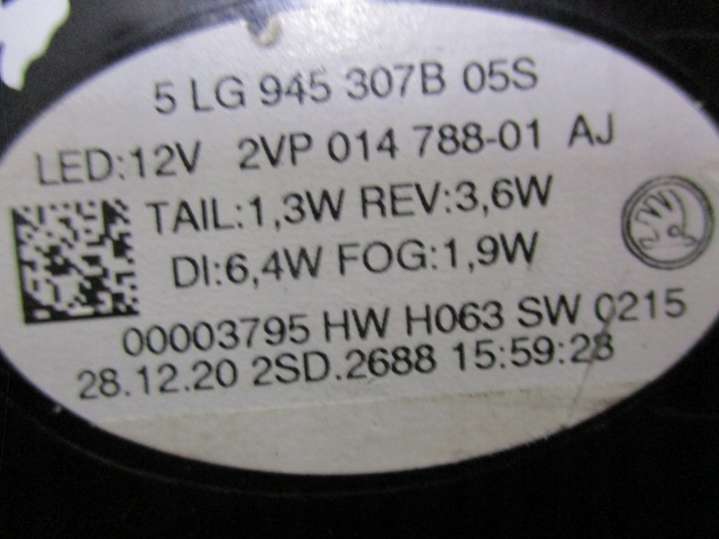 5 LG 945 307B 05S
LED:12V 2VP 014 788-01 AJ
TAIL:1,3W REV:3,6W
DI:6,4W FOG:1,9W
00003795 HW H063 SW 0215
28.12.20 2SD.2688 15:59:28